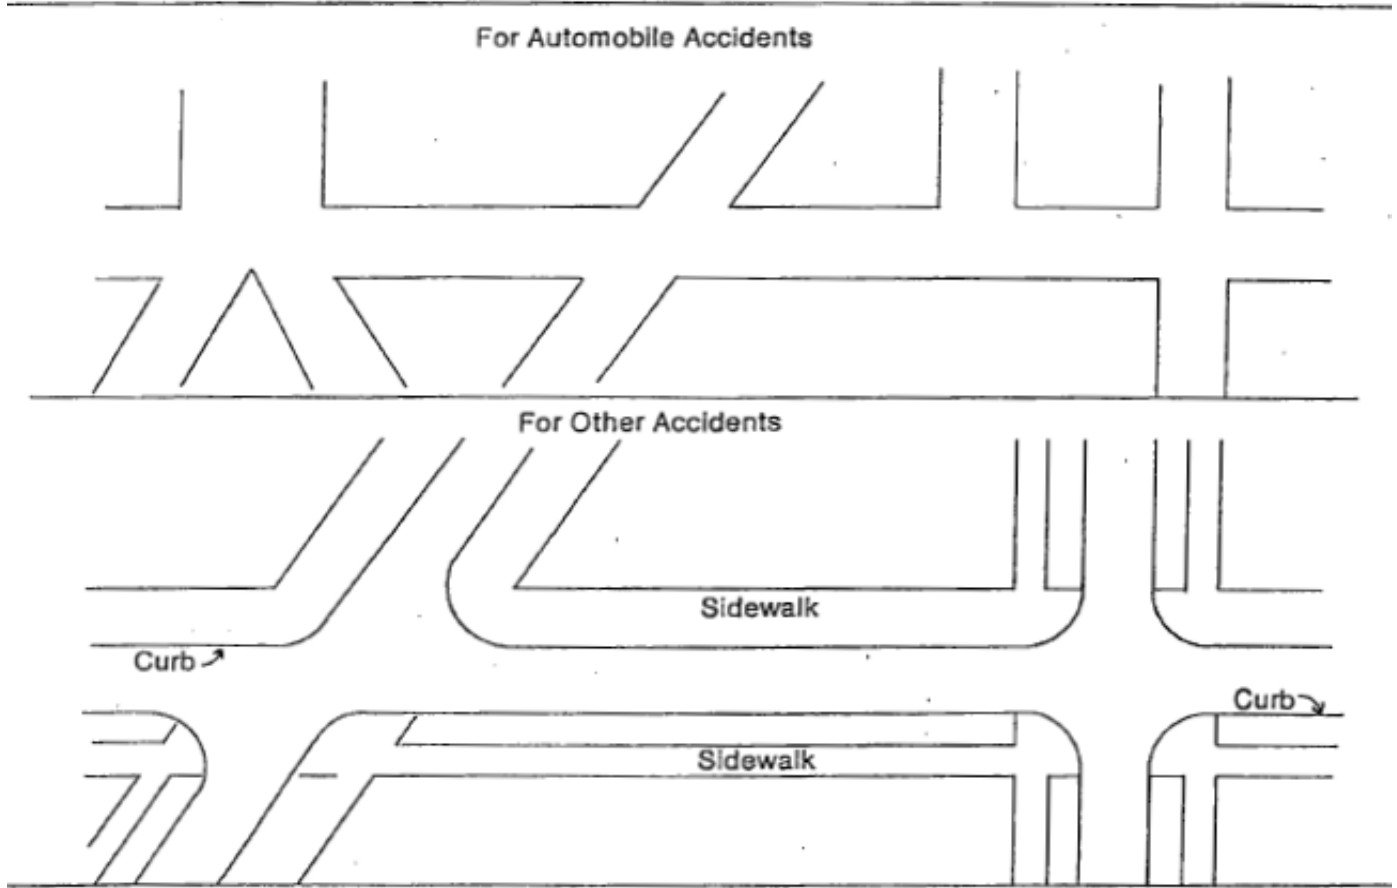 For Automobile Accidents
For Other Accidents
Sidewalk
Curb
Curb
Sidewalk